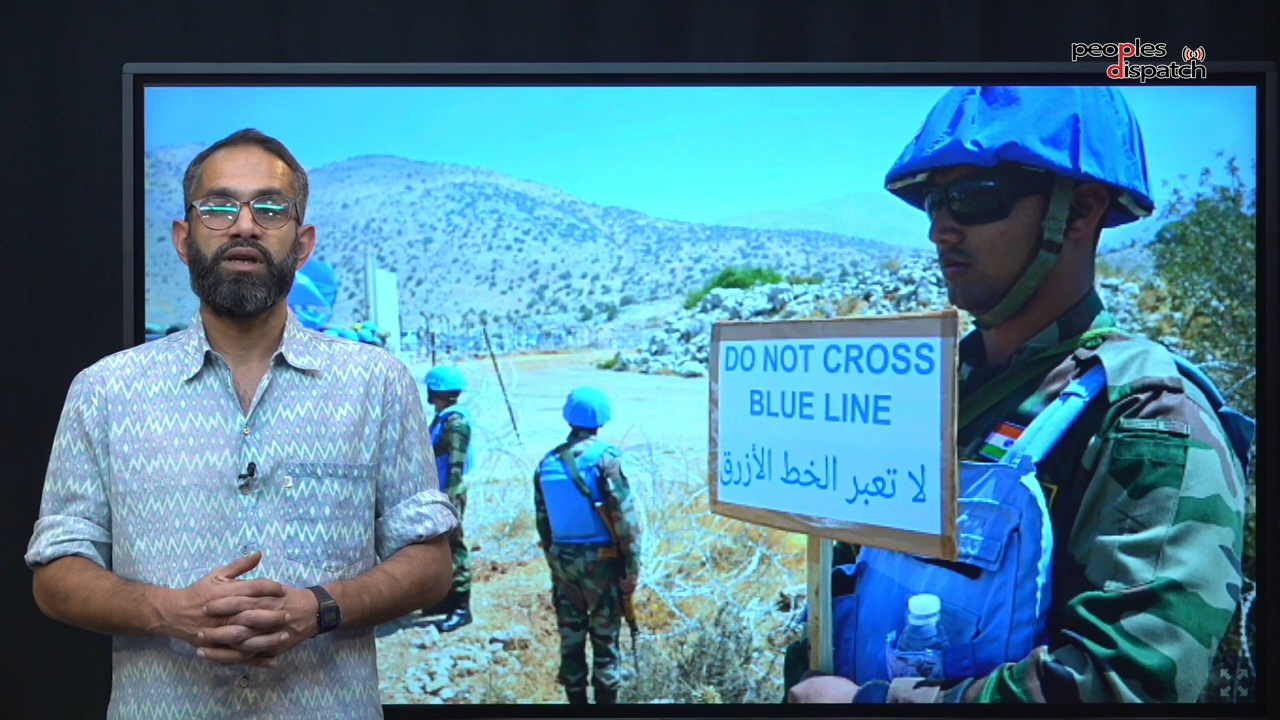 peoples
dispatch
DO NOT CROSS
BLUE LINE
لا تعبر الخط الأزرق